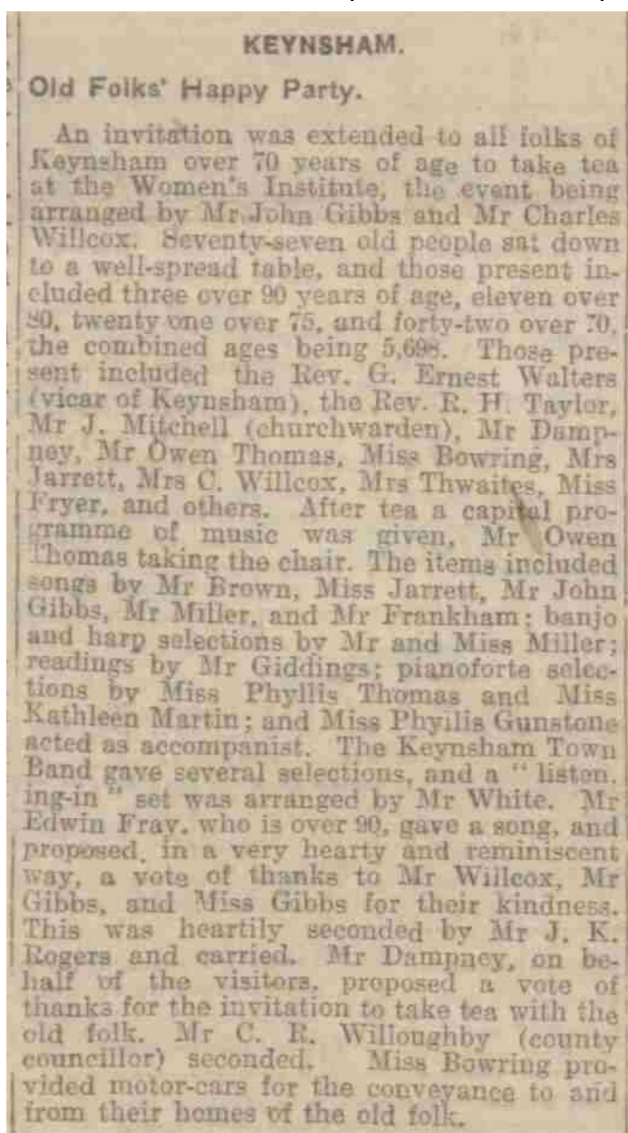 KEYNSHAM.
Old Folks' Happy Party.
An invitation was extended to all folks of
Keynsham over 70 years of age to take tea
at the Women's Institute, the event being
arranged by Mr John Gibbs and Mr Charles
Willcox. Seventy-seven old people sat down
to a well-spread table, and those present in-
cluded three over 90 years of age, eleven over
80, twenty one over 75, and forty-two over 70,
the combined ages being 5,698. Those pre-
sent included the Rev. G. Ernest Walters
(vicar of Keynsham), the Rev. R. H. Taylor,
Mr J. Mitchell (churchwarden), Mr Damp-
ney, Mr Owen Thomas, Miss Bowring, Mrs
Jarrett, Mrs C. Willcox, Mrs Thwaites, Miss
Fryer, and others. After tea a capital pro-
gramme of music was given, Mr Owen
Thomas taking the chair. The items included
songs by Mr Brown, Miss Jarrett, Mr John
Gibbs, Mr Miller, and Mr Frankham; banjo
and harp selections by Mr and Miss Miller;
readings by Mr Giddings; pianoforte selec-
tions by Miss Phyllis Thomas and Miss
Kathleen Martin; and Miss Phyllis Gunstone
acted as accompanist. The Keynsham Town
Band gave several selections, and a " listen.
ing-in " set was arranged by Mr White. Mr
Edwin Fray, who is over 90, gave a song, and
proposed, in a very hearty and reminiscent
way, a vote of thanks to Mr Willcox, Mr
Gibbs, and Miss Gibbs for their kindness.
This was heartily seconded by Mr J. K.
Rogers and carried. Mr Dampney, on be-
half of the visitors, proposed a vote of
thanks for the invitation to take tea with the
old folk. Mr C. R. Willoughby (county
councillor) seconded. Miss Bowring pro-
vided motor-cars for the conveyance to and
from their homes of the old folk.